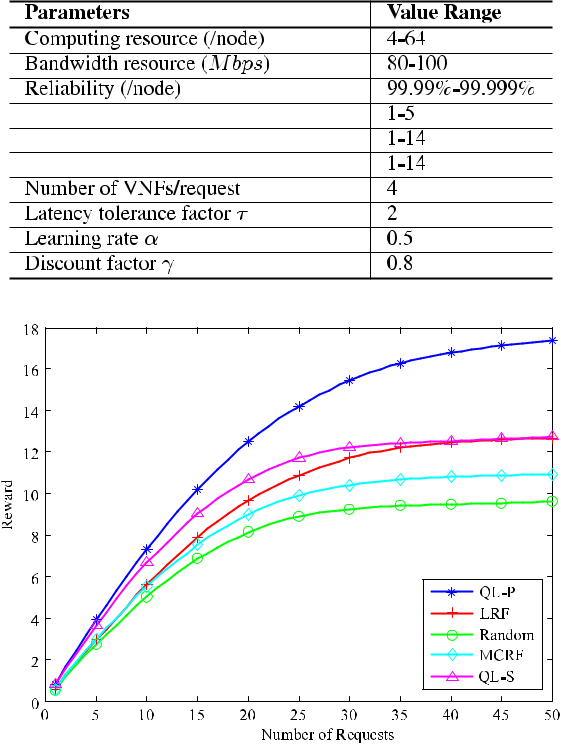 Parameters Value Range
Computing resource (/node) 4-64
Bandwidth resource (Mbps) 80-100
Reliability (/node) 99.99%-99.999%
1-5
1-14
1-14
Number of VNFs/request 4
Latency tolerance factor τ 2
Learning rate α 0.5
Discount factor γ 0.8
18
16
14
12
10
8
6
4
2
0
Reward
0 5 10 15 20 25 30 35 40 45 50
Number of Requests
QL-P
LRF
Random
MCRF
QL-S